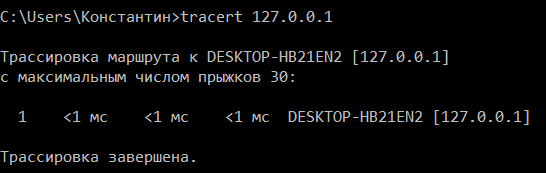 C:\Users\Константин>tracert 127.0.0.1
Трассировка маршрута к DESKTOP-HB21EN2 [127.0.0.1]
с максимальным числом прыжков 30:
1 <1 мс <1 мс <1 мс DESKTOP-HB21EN2 [127.0.0.1]
Трассировка завершена.